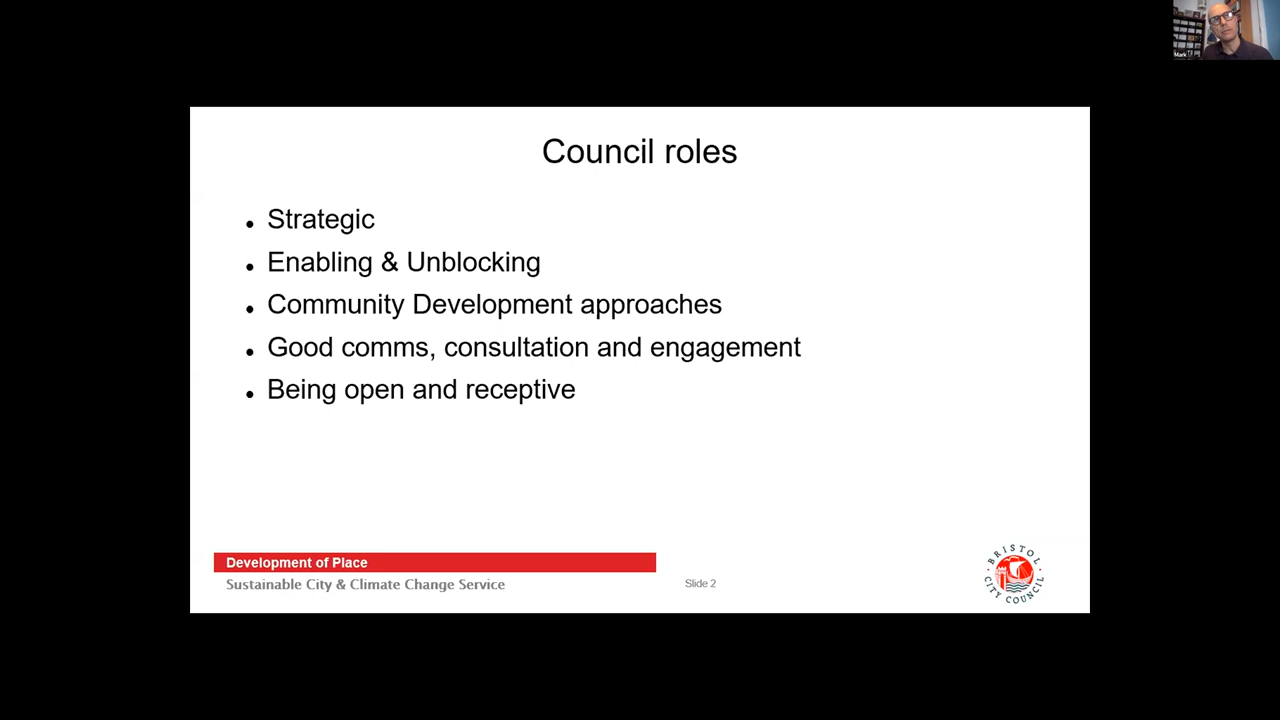 Mark
Council roles
• Strategic
• Enabling & Unblocking
• Community Development approaches
• Good comms, consultation and engagement
• Being open and receptive
Development of Place
Sustainable City & Climate Change Service
Slide 2
BRISTOL
CITY COUNCIL